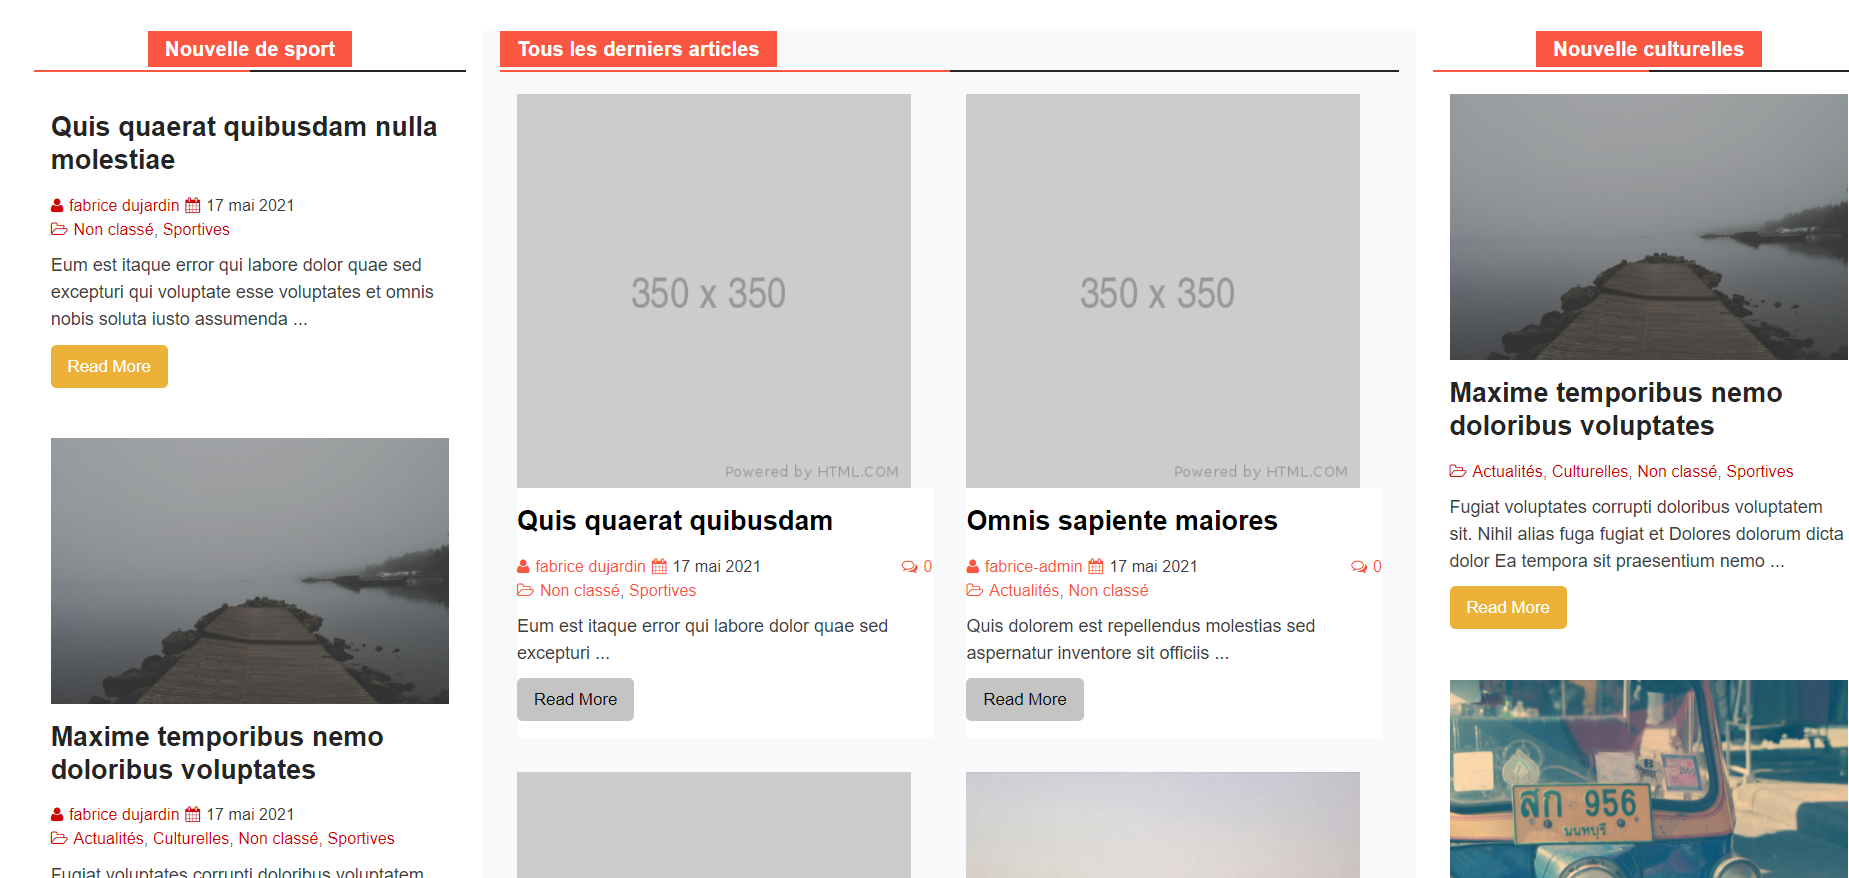 Nouvelle de sport
Quis quaerat quibusdam nulla
molestiae
fabrice dujardin 17 mai 2021
Non classé, Sportives
Eum est itaque error qui labore dolor quae sed
excepturi qui voluptate esse voluptates et omnis
nobis soluta iusto assumenda ...
Read More
Maxime temporibus nemo
doloribus voluptates
fabrice dujardin 17 mai 2021
Actualités, Culturelles, Non classé, Sportives
Fugiat voluptates corrupti doloribus voluptatem
Tous les derniers articles
350 x 350
Powered by HTML.COM
Quis quaerat quibusdam
fabrice dujardin 17 mai 2021 0
Non classé, Sportives
Eum est itaque error qui labore dolor quae sed
excepturi ...
Read More
350 x 350
Powered by HTML.COM
Omnis sapiente maiores
fabrice-admin 17 mai 2021 0
Actualités, Non classé
Quis dolorem est repellendus molestias sed
aspernatur inventore sit officiis ...
Read More
Nouvelle culturelles
Maxime temporibus nemo
doloribus voluptates
Actualités, Culturelles, Non classé, Sportives
Fugiat voluptates corrupti doloribus voluptatem
sit. Nihil alias fuga fugiat et Dolores dolorum dicta
dolor Ea tempora sit praesentium nemo ...
Read More
สก 956
นนทบุรี